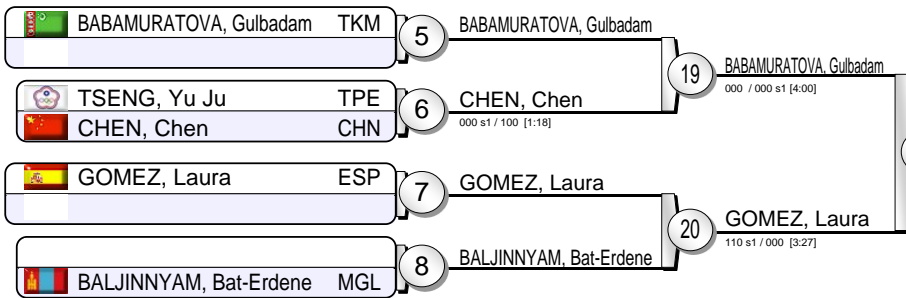 BABAMURATOVA, Gulbadam TKM
5
BABAMURATOVA, Gulbadam
19
BABAMURATOVA, Gulbadam
000 / 000 s1 [4:00]
TSENG, Yu Ju TPE
CHEN, Chen CHN
6
CHEN, Chen
000 s1 / 100 [1:18]
GOMEZ, Laura ESP
7
GOMEZ, Laura
20
GOMEZ, Laura
110 s1 / 000 [3:27]
BALJINNYAM, Bat-Erdene MGL
8
BALJINNYAM, Bat-Erdene